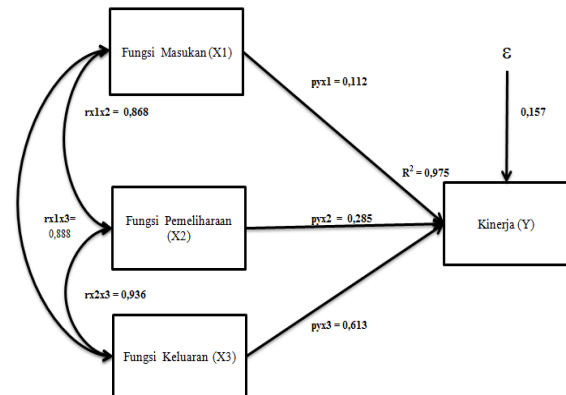 Fungsi Masukan (X1)
ε
pyx1 = 0,112
rx1x2 = 0,868
0,157
R² = 0,975
rx1x3=
0,888
Fungsi Pemeliharaan
(X2)
pyx2 = 0,285
Kinerja (Y)
rx2x3 = 0,936
pyx3 = 0,613
Fungsi Keluaran (X3)